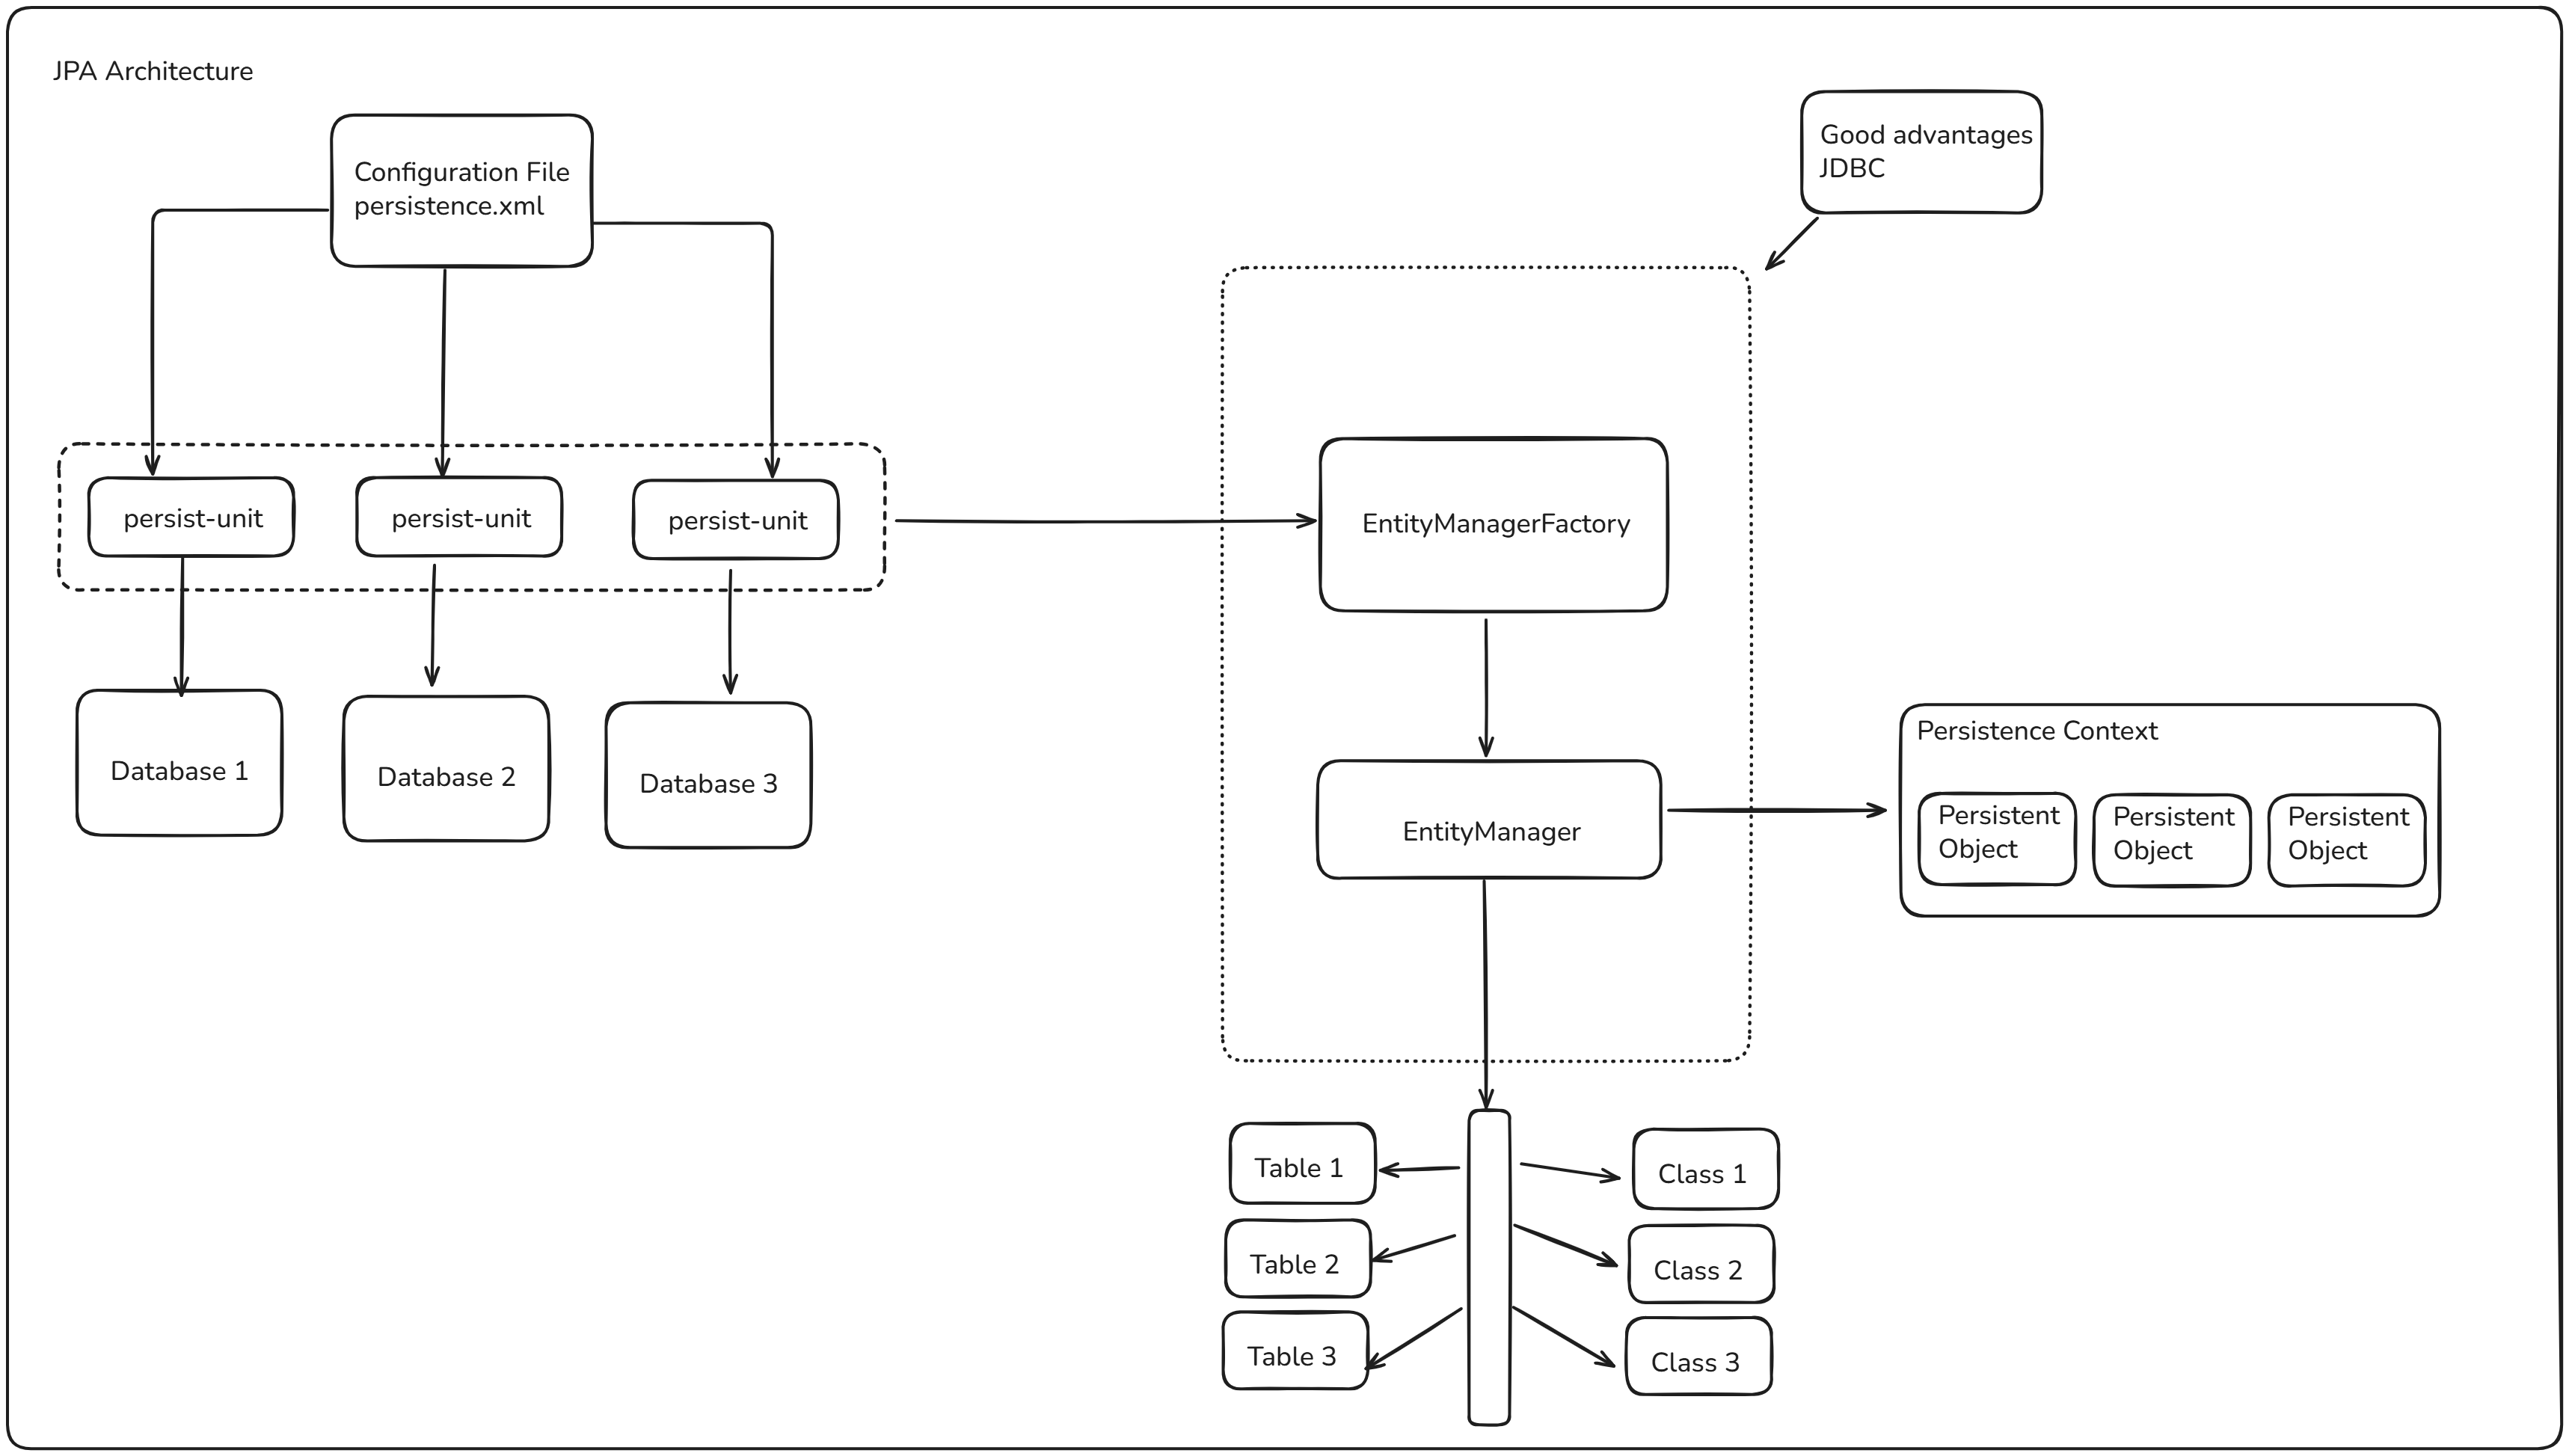 JPA Architecture
Configuration File
persistence.xml
Good advantages
JDBC
persist-unit
persist-unit
persist-unit
EntityManagerFactory
Database 1
Database 2
Database 3
EntityManager
Persistence Context
Persistent
Object
Persistent
Object
Persistent
Object
Table 1
Class 1
Table 2
Class 2
Table 3
Class 3